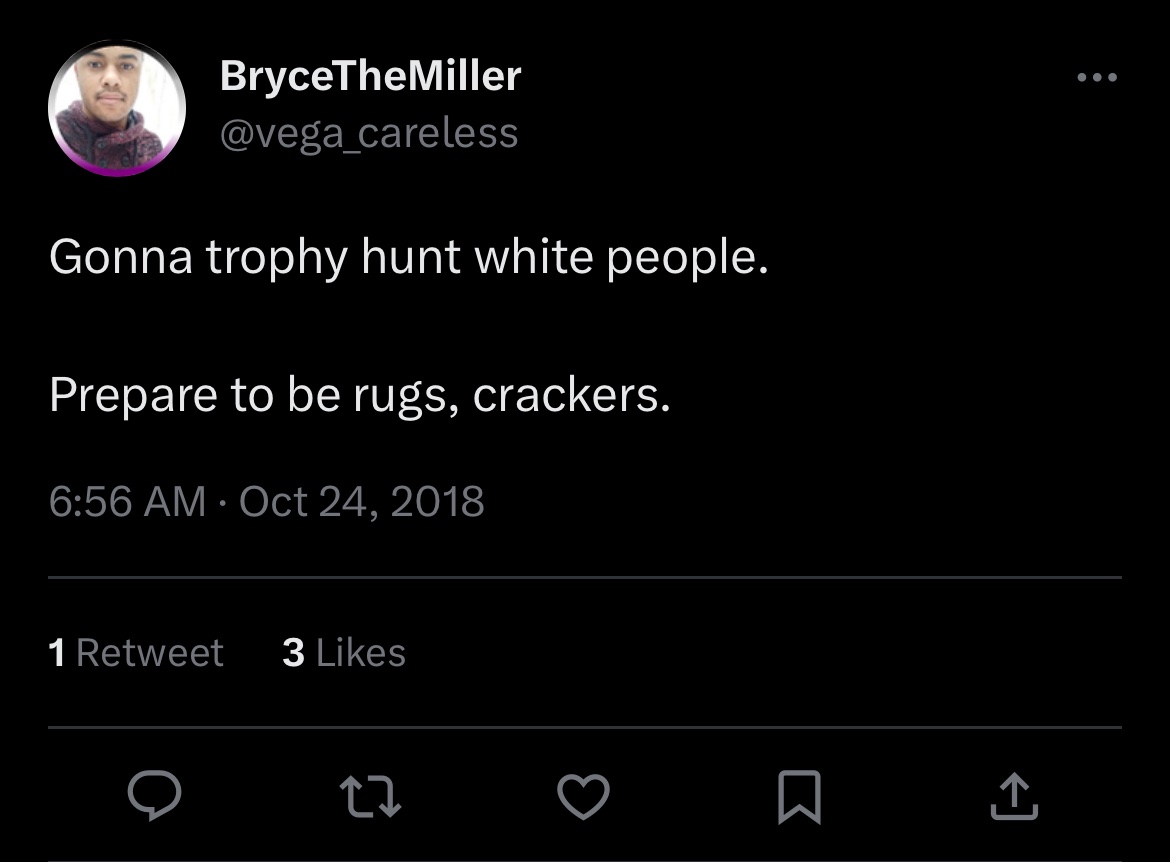 BryceTheMiller
@vega_careless
Gonna trophy hunt white people.
Prepare to be rugs, crackers.
6:56 AM · Oct 24, 2018
1 Retweet 3 Likes